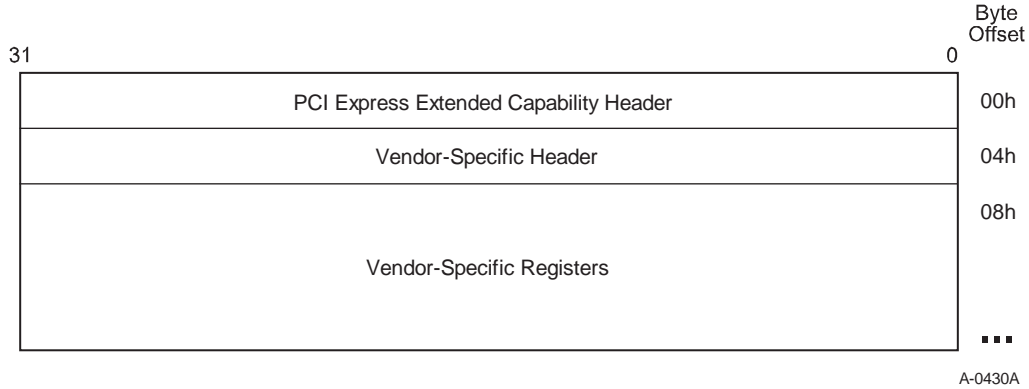 Byte
Offset
31 0
PCI Express Extended Capability Header 00h
Vendor-Specific Header 04h
08h
Vendor-Specific Registers
...
A-0430A